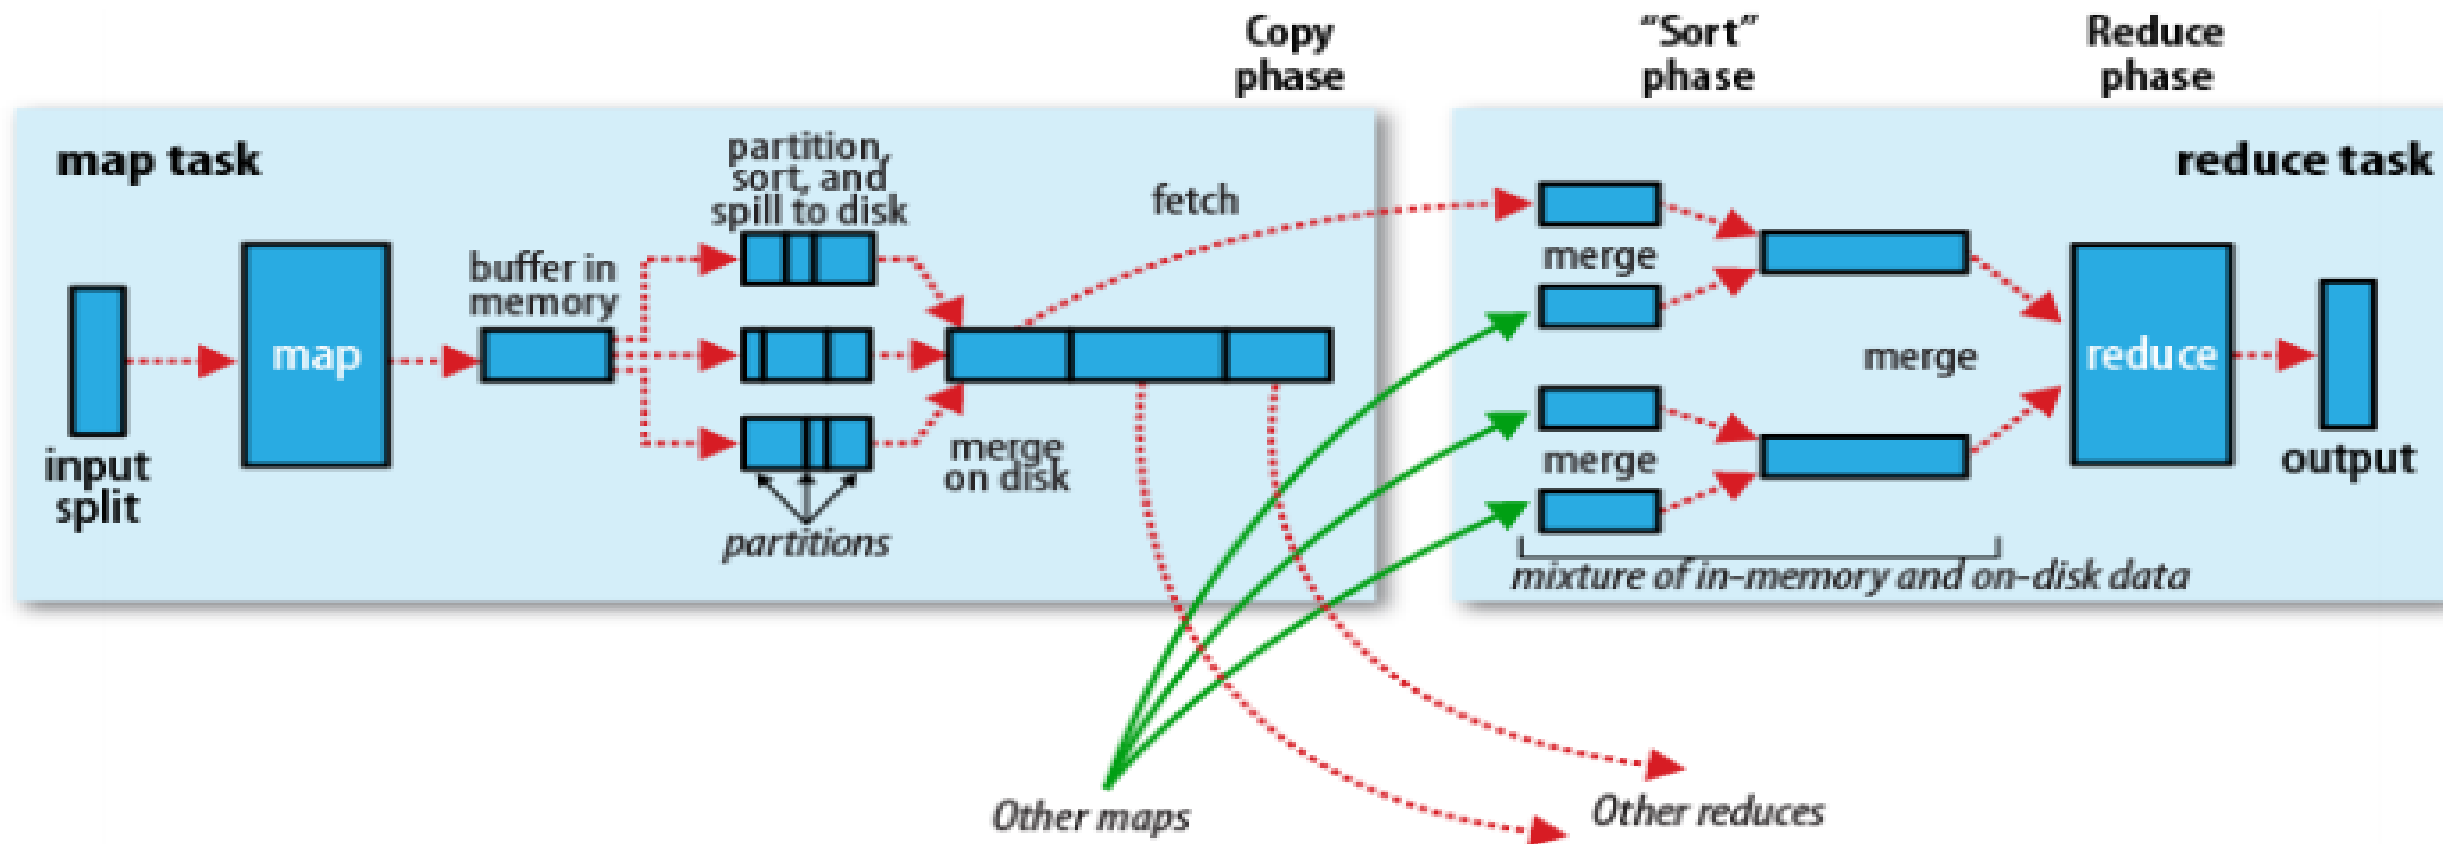 Copy
phase
“Sort”
phase
Reduce
phase
map task
partition,
sort, and
spill to disk
fetch
reduce task
buffer in
memory
merge
map
merge
reduce
input
split
merge
on disk
merge
output
partitions
mixture of in-memory and on-disk data
Other maps
Other reduces